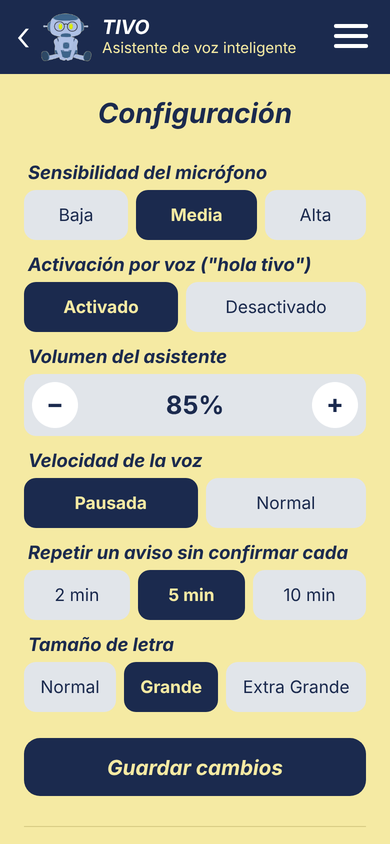 TIVO
Asistente de voz inteligente
Configuración
Sensibilidad del micrófono
Baja Media Alta
Activación por voz ("hola tivo")
Activado Desactivado
Volumen del asistente
− 85% +
Velocidad de la voz
Pausada Normal
Repetir un aviso sin confirmar cada
2 min 5 min 10 min
Tamaño de letra
Normal Grande Extra Grande
Guardar cambios